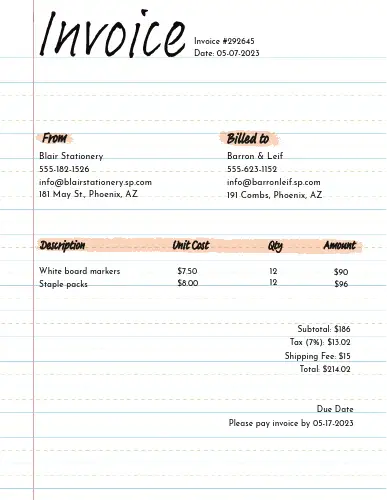 Invoice
Invoice #292645
Date: 05-07-2023
From
Blair Stationery
555-182-1526
info@blairstationery.sp.com
181 May St., Phoenix, AZ
Billed to
Barron & Leif
555-623-1152
info@barronleif.sp.com
191 Combs, Phoenix, AZ
Description Unit Cost Qty Amount
White board markers $7.50 12 $90
Staple packs $8.00 12 $96
Subtotal: $186
Tax (7%): $13.02
Shipping Fee: $15
Total: $214.02
Due Date
Please pay invoice by 05-17-2023